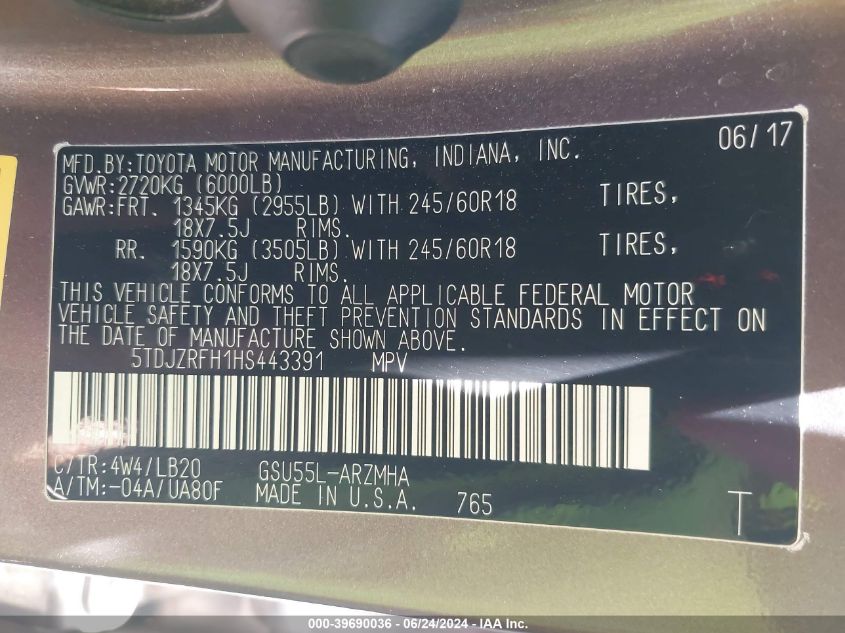 06/17
MFD.BY:TOYOTA MOTOR MANUFACTURING, INDIANA, INC.
GVWR:2720KG (6000LB)
GAWR:FRT. 1345KG (2955LB) WITH 245/60R18 TIRES,
18X7.5J RIMS.
RR. 1590KG (3505LB) WITH 245/60R18 TIRES,
18X7.5J RIMS.
THIS VEHICLE CONFORMS TO ALL APPLICABLE FEDERAL MOTOR
VEHICLE SAFETY AND THEFT PREVENTION STANDARDS IN EFFECT ON
THE DATE OF MANUFACTURE SHOWN ABOVE.
5TDJZRFH1HS443391 MPV
C/TR:4W4/LB20 GSU55L-ARZMHA
A/TM:-04A/UA80F MADE IN U.S.A. 765 T
000-39690036 - 06/24/2024 - IAA Inc.